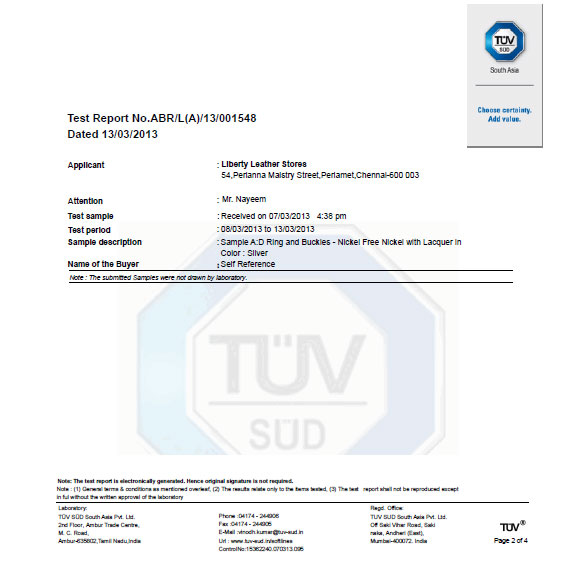 TÜV
SÜD
South Asia
Choose certainty.
Add value.
Test Report No.ABR/L(A)/13/001548
Dated 13/03/2013
Applicant : Liberty Leather Stores
54,Perianna Maistry Street,Periamet,Chennai-600 003
Attention : Mr. Nayeem
Test sample : Received on 07/03/2013 4:38 pm
Test period : 08/03/2013 to 13/03/2013
Sample description : Sample A:D Ring and Buckles - Nickel Free Nickel with Lacquer in
Color : Silver
Name of the Buyer : Self Reference
Note : The submitted Samples were not drawn by laboratory.
TÜV
SÜD
Note: The test report is electronically generated. Hence original signature is not required.
Note : (1) General terms & conditions as mentioned overleaf, (2) The results relate only to the items tested, (3) The test report shall not be reproduced except
in full without the written approval of the laboratory
Laboratory:
TÜV SÜD South Asia Pvt. Ltd.
2nd Floor, Ambur Trade Centre,
M. C. Road,
Ambur-635802,Tamil Nadu,India
Phone :04174 - 244906
Fax :04174 - 244905
E-Mail :vinodh.kumar@tuv-sud.in
Url : www.tuv-sud.in/softlines
ControlNo:15362240.070313.095
Regd. Office:
TUV SUD South Asia Pvt. Ltd.
Off Saki Vihar Road, Saki
naka, Andheri (East),
Mumbai-400072. India
TÜV®
Page 2 of 4